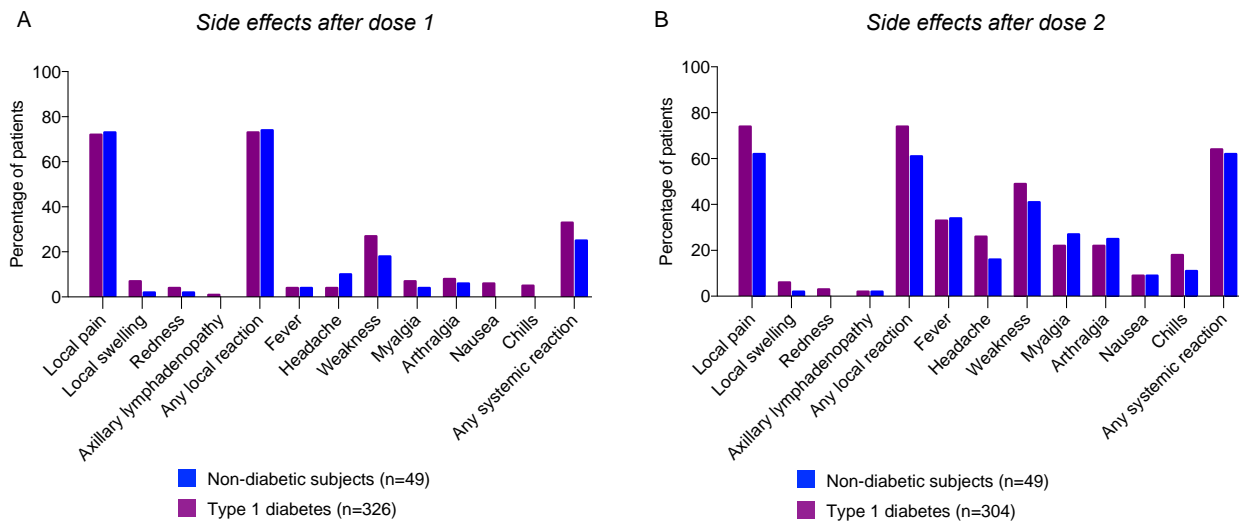 A
Side effects after dose 1
Percentage of patients
100
80
60
40
20
0
Local pain
Local swelling
Redness
Axillary lymphadenopathy
Any local reaction
Fever
Headache
Weakness
Myalgia
Arthralgia
Nausea
Chills
Any systemic reaction
Non-diabetic subjects (n=49)
Type 1 diabetes (n=326)
B
Side effects after dose 2
Percentage of patients
100
80
60
40
20
0
Local pain
Local swelling
Redness
Axillary lymphadenopathy
Any local reaction
Fever
Headache
Weakness
Myalgia
Arthralgia
Nausea
Chills
Any systemic reaction
Non-diabetic subjects (n=49)
Type 1 diabetes (n=304)